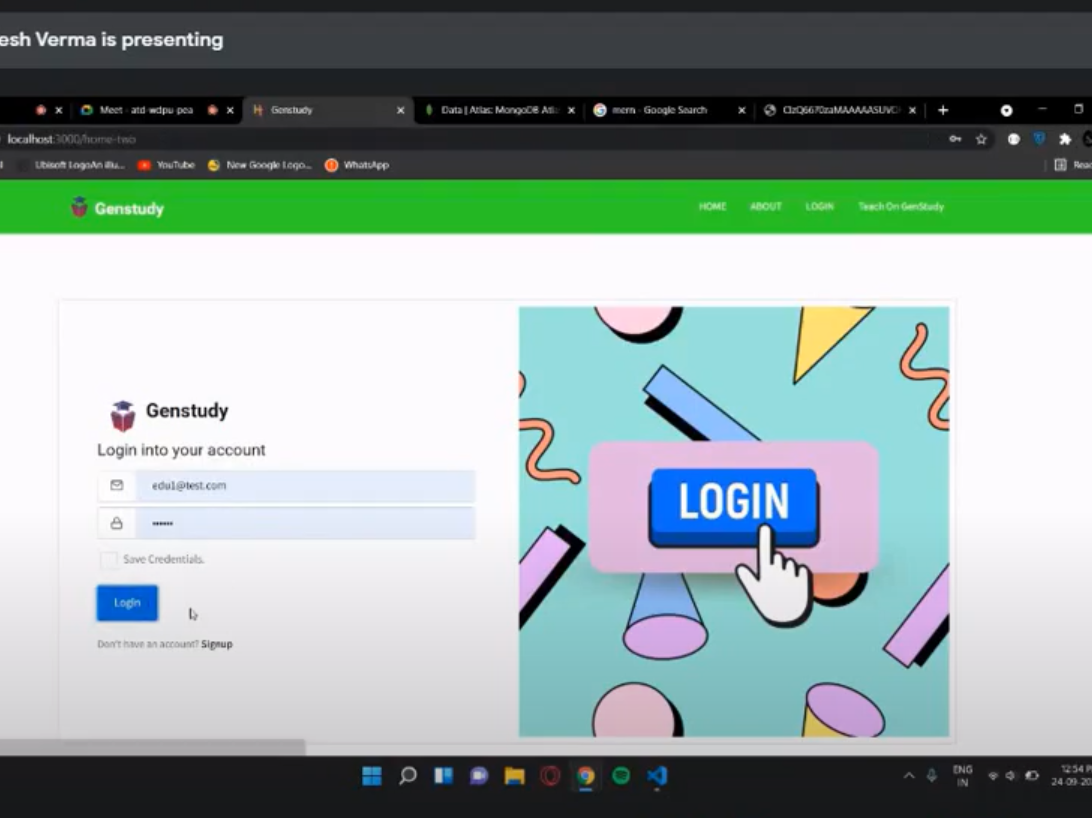 esh Verma is presenting
Meet - atd-wdpu-pea
Genstudy
Data | Atlas: MongoDB Atl
mern - Google Search
localhost:3000/home-two
Ubisoft LogoAn illu...
YouTube
New Google Logo...
WhatsApp
Genstudy
HOME
ABOUT
LOGIN
Teach On GenStudy
Genstudy
Login into your account
edu1@test.com
Save Credentials.
Login
Don't have an account? Signup
LOGIN
ENG
IN
12:54 P
24-09-20